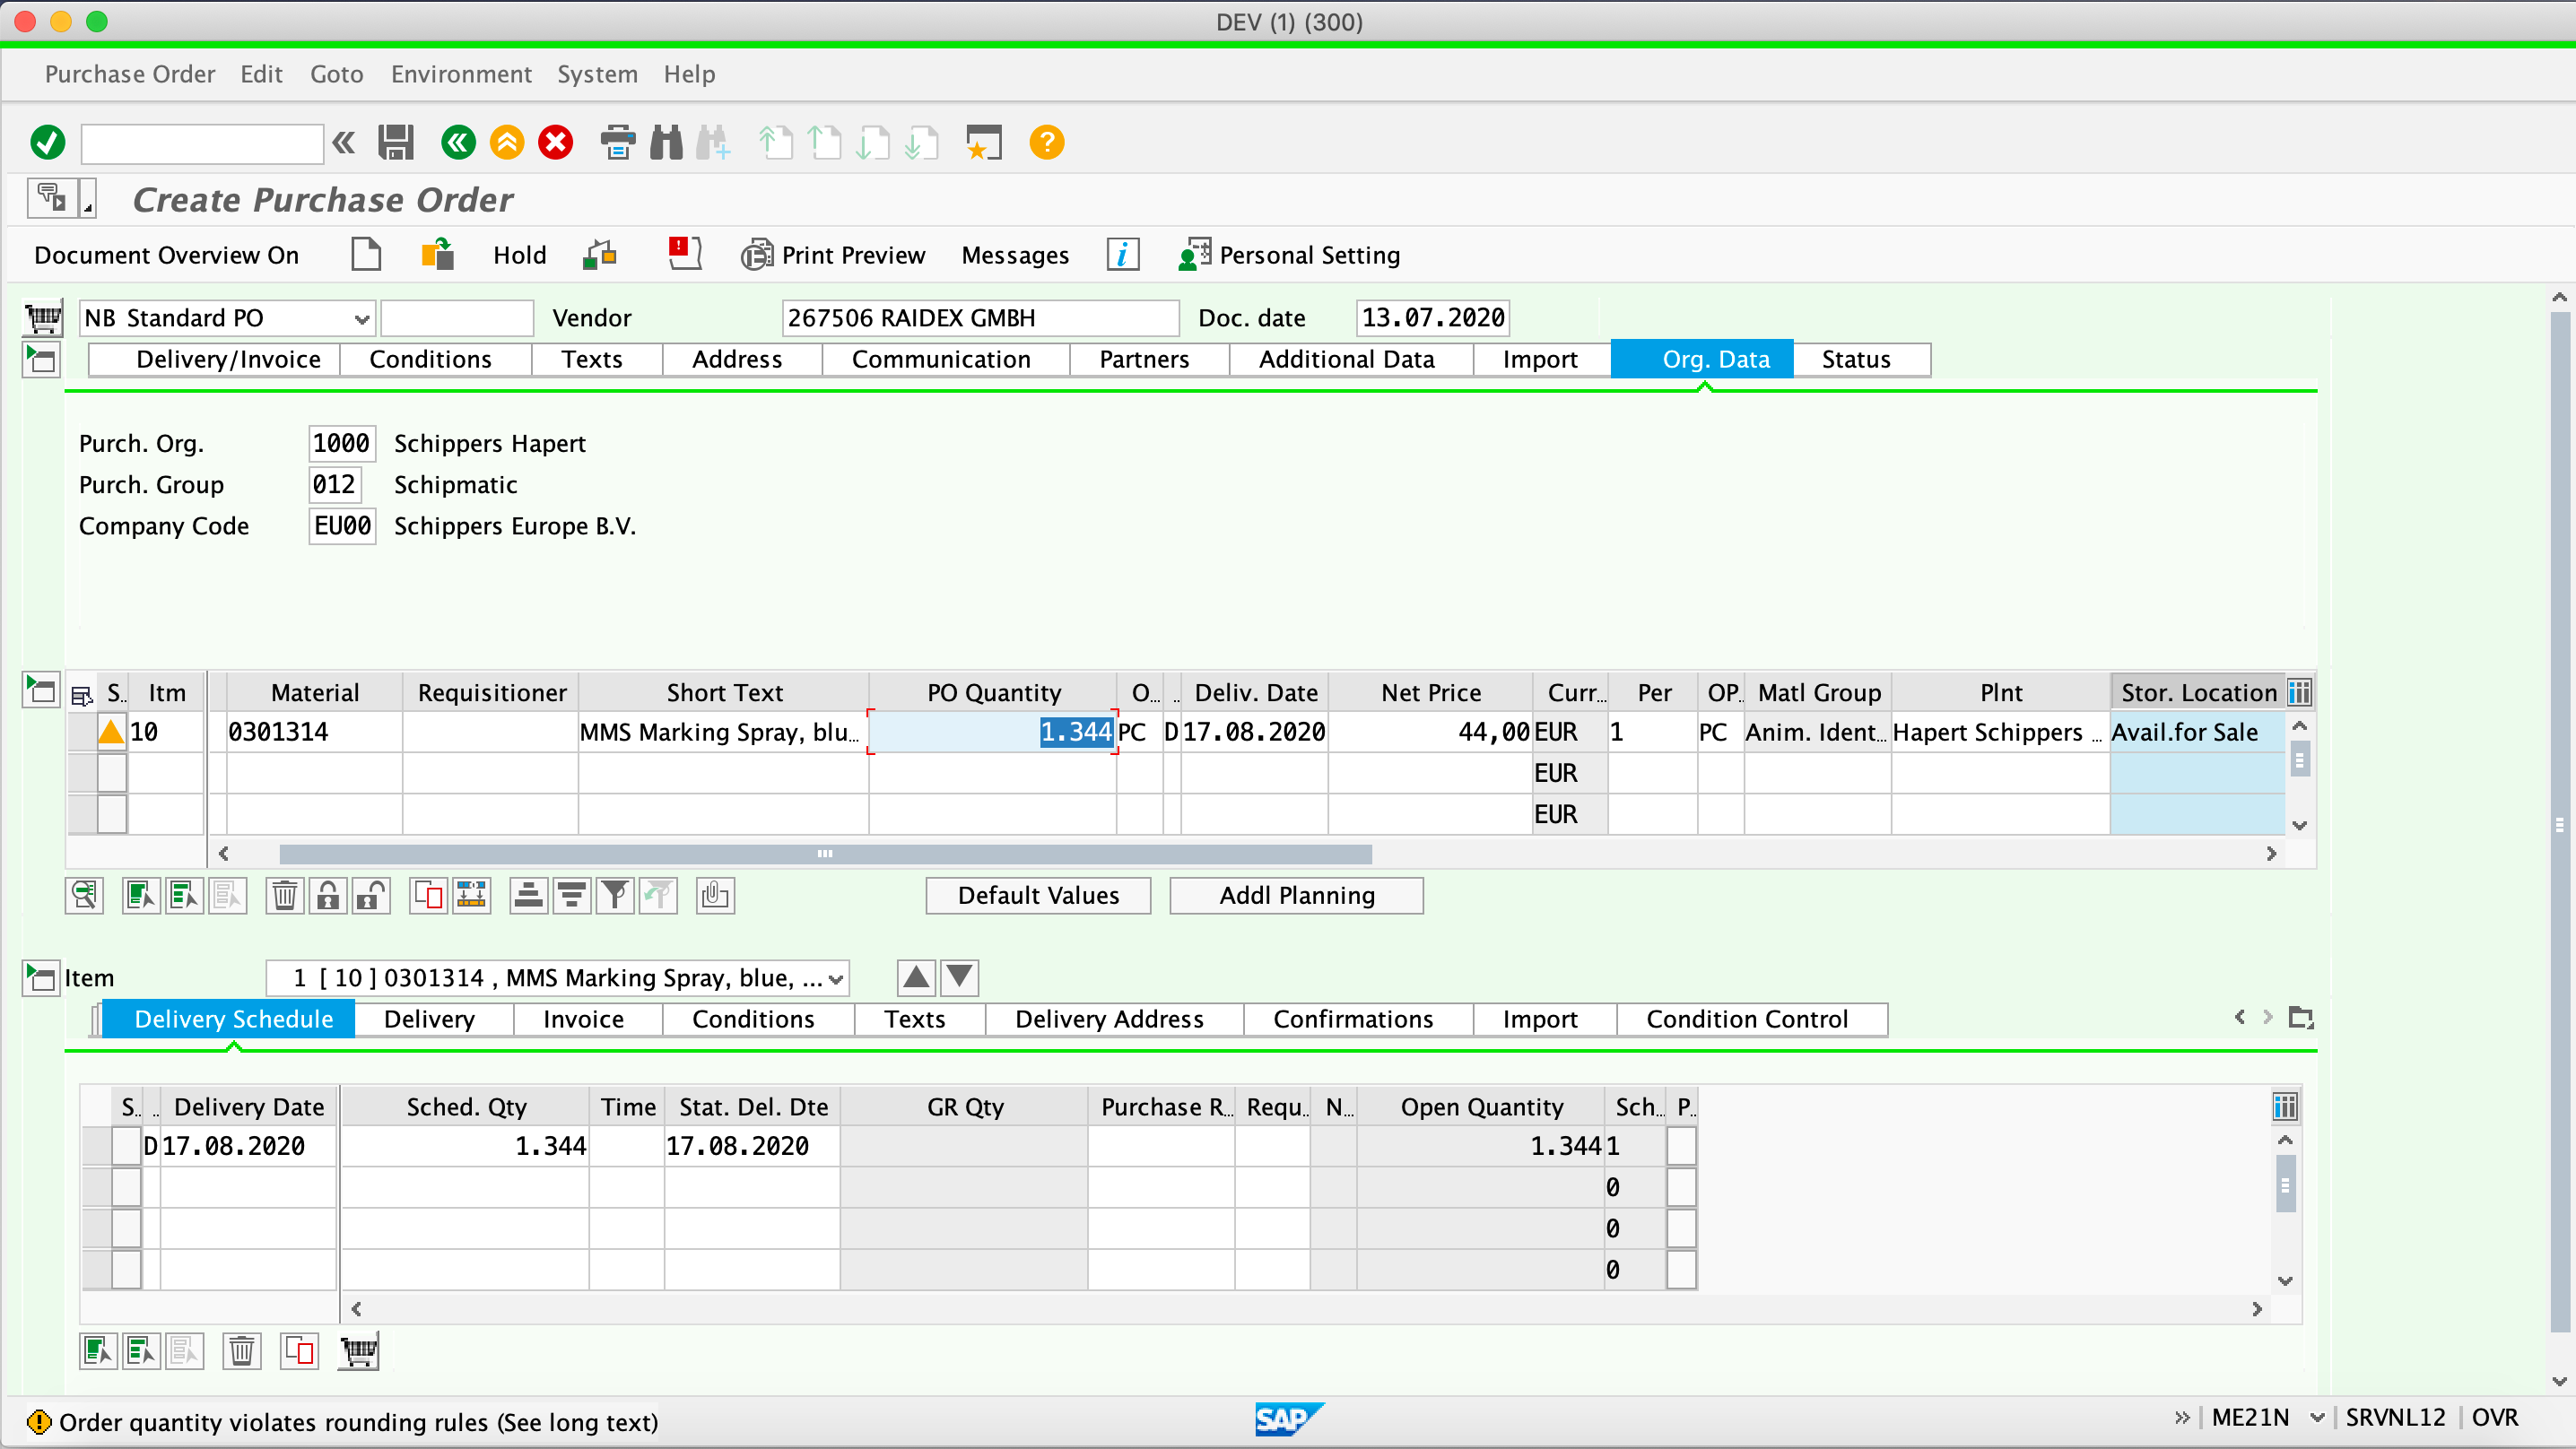 DEV (1) (300)
Purchase Order Edit Goto Environment System Help
Create Purchase Order
Document Overview On Hold Print Preview Messages Personal Setting
NB Standard PO Vendor 267506 RAIDEX GMBH Doc. date 13.07.2020
Delivery/Invoice Conditions Texts Address Communication Partners Additional Data Import Org. Data Status
Purch. Org. 1000 Schippers Hapert
Purch. Group 012 Schipmatic
Company Code EU00 Schippers Europe B.V.
S.. Itm Material Requisitioner Short Text PO Quantity O... .. Deliv. Date Net Price Curr... Per OP.. Matl Group Plnt Stor. Location
10 0301314 MMS Marking Spray, blu... 1.344 PC D 17.08.2020 44,00 EUR 1 PC Anim. Ident... Hapert Schippers ... Avail.for Sale
EUR
EUR
Default Values Addl Planning
Item 1 [ 10 ] 0301314 , MMS Marking Spray, blue, ...
Delivery Schedule Delivery Invoice Conditions Texts Delivery Address Confirmations Import Condition Control
S.. .. Delivery Date Sched. Qty Time Stat. Del. Dte GR Qty Purchase R... Requ.. N... Open Quantity Sch... P..
D 17.08.2020 1.344 17.08.2020 1.344 1
0
0
0
Order quantity violates rounding rules (See long text) SAP ME21N SRVNL12 OVR